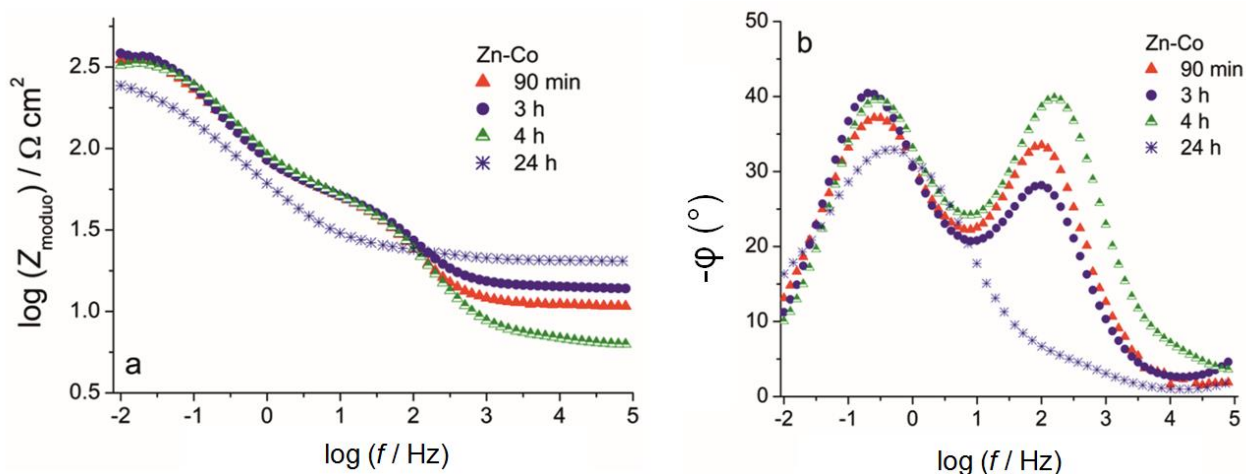 a
log (Z moduo) / Ω cm²
2.5
2.0
1.5
1.0
0.5
-2 -1 0 1 2 3 4 5
log (f / Hz)
Zn-Co
90 min
3 h
4 h
24 h
b
-φ (°)
50
40
30
20
10
0
-2 -1 0 1 2 3 4 5
log (f / Hz)
Zn-Co
90 min
3 h
4 h
24 h